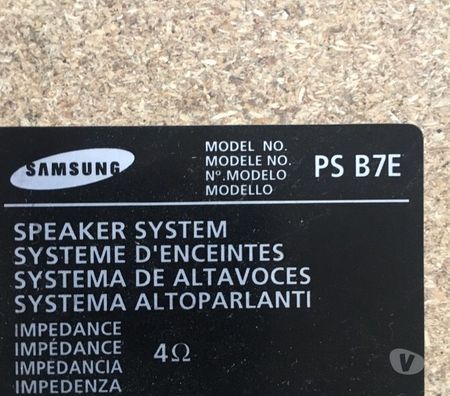 SAMSUNG
MODEL NO.
MODELE NO.
Nº.MODELO
MODELLO
PS B7E
SPEAKER SYSTEM
SYSTEME D'ENCEINTES
SYSTEMA DE ALTAVOCES
SYSTEMA ALTOPARLANTI
IMPEDANCE
IMPÉDANCE
IMPEDANCIA
IMPEDENZA
4Ω
V